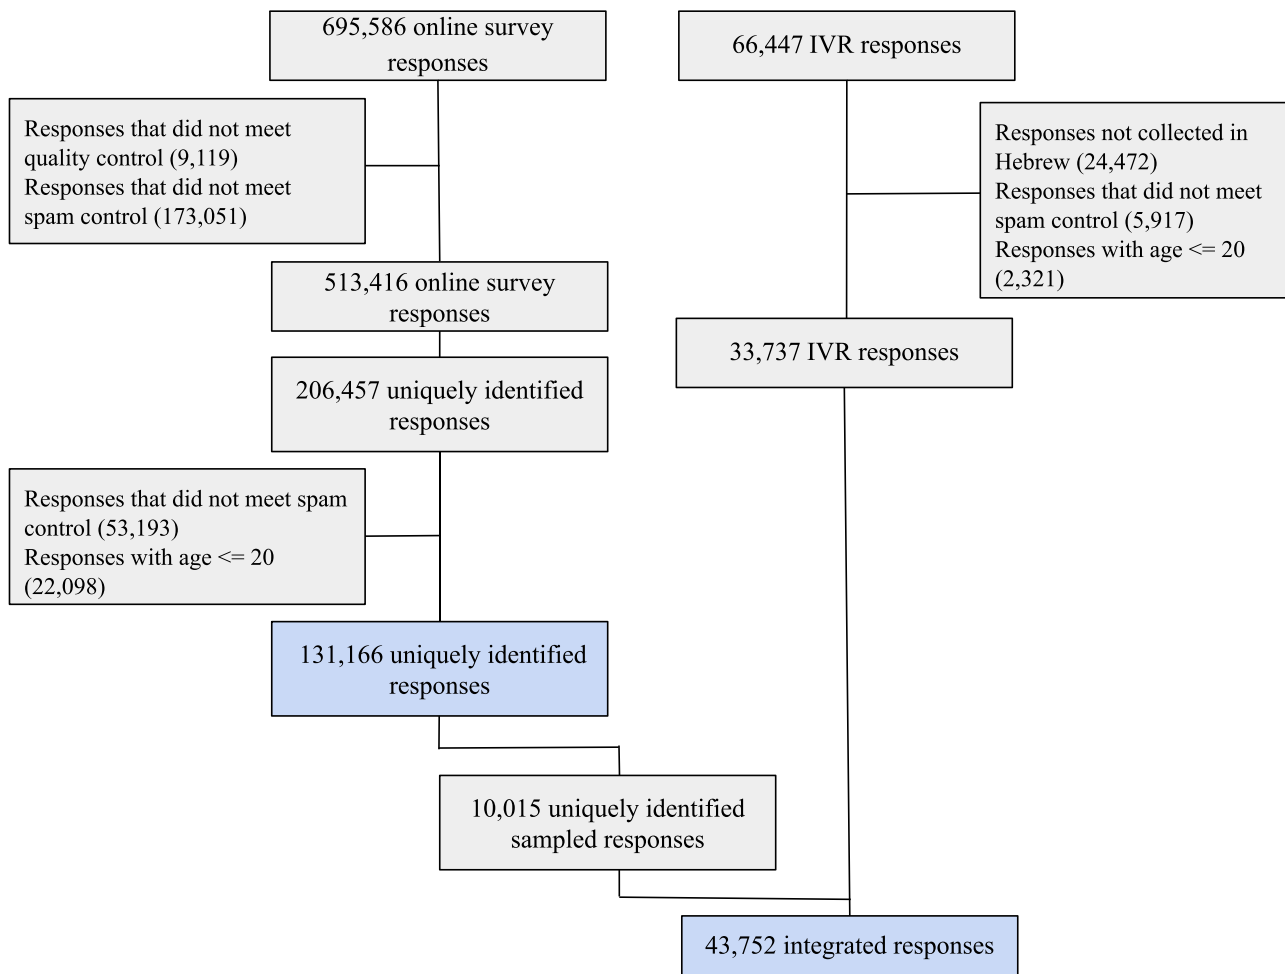 695,586 online survey
responses
66,447 IVR responses
Responses that did not meet
quality control (9,119)
Responses that did not meet
spam control (173,051)
Responses not collected in
Hebrew (24,472)
Responses that did not meet
spam control (5,917)
Responses with age <= 20
(2,321)
513,416 online survey
responses
33,737 IVR responses
206,457 uniquely identified
responses
Responses that did not meet spam
control (53,193)
Responses with age <= 20
(22,098)
131,166 uniquely identified
responses
10,015 uniquely identified
sampled responses
43,752 integrated responses